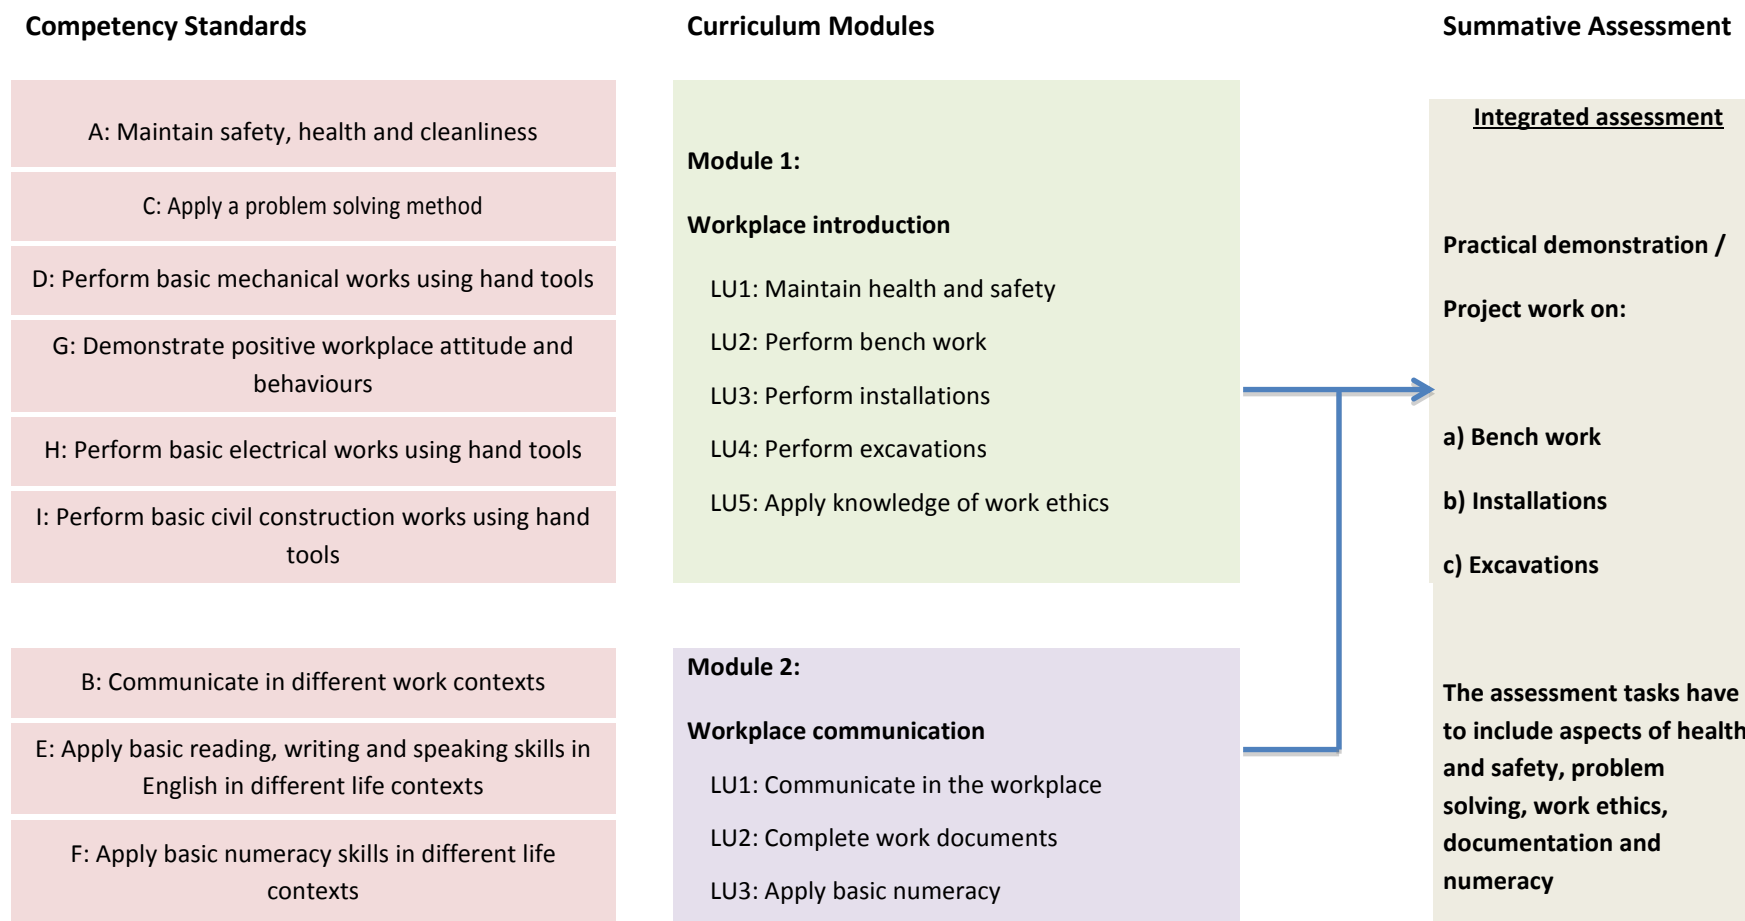 Competency Standards
Curriculum Modules
Summative Assessment
A: Maintain safety, health and cleanliness
C: Apply a problem solving method
D: Perform basic mechanical works using hand tools
G: Demonstrate positive workplace attitude and
behaviours
H: Perform basic electrical works using hand tools
I: Perform basic civil construction works using hand
tools
Module 1:
Workplace introduction
LU1: Maintain health and safety
LU2: Perform bench work
LU3: Perform installations
LU4: Perform excavations
LU5: Apply knowledge of work ethics
B: Communicate in different work contexts
E: Apply basic reading, writing and speaking skills in
English in different life contexts
F: Apply basic numeracy skills in different life
contexts
Module 2:
Workplace communication
LU1: Communicate in the workplace
LU2: Complete work documents
LU3: Apply basic numeracy
Integrated assessment
Practical demonstration /
Project work on:
a) Bench work
b) Installations
c) Excavations
The assessment tasks have
to include aspects of health
and safety, problem
solving, work ethics,
documentation and
numeracy